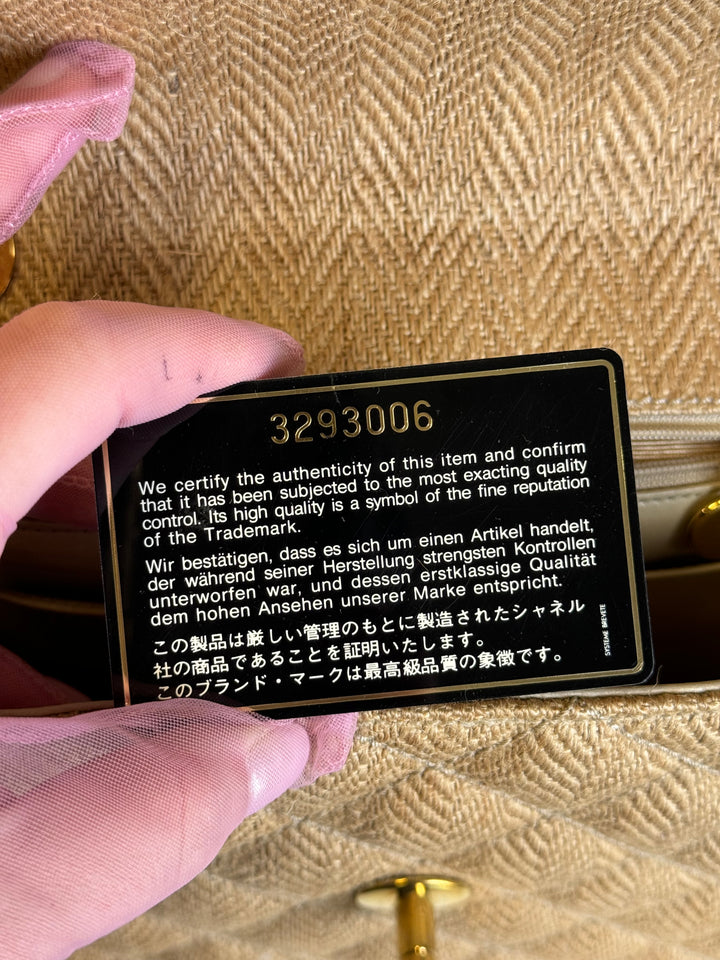 3293006
We certify the authenticity of this item and confirm
that it has been subjected to the most exacting quality
control. Its high quality is a symbol of the fine reputation
of the Trademark.
Wir bestätigen, dass es sich um einen Artikel handelt,
der während seiner Herstellung strengsten Kontrollen
unterworfen war, und dessen erstklassige Qualität
dem hohen Ansehen unserer Marke entspricht.
この製品は厳しい管理のもとに製造されたシャネル
社の商品であることを証明いたします。
このブランド・マークは最高級品質の象徴です。
SYSTEME BREVETE